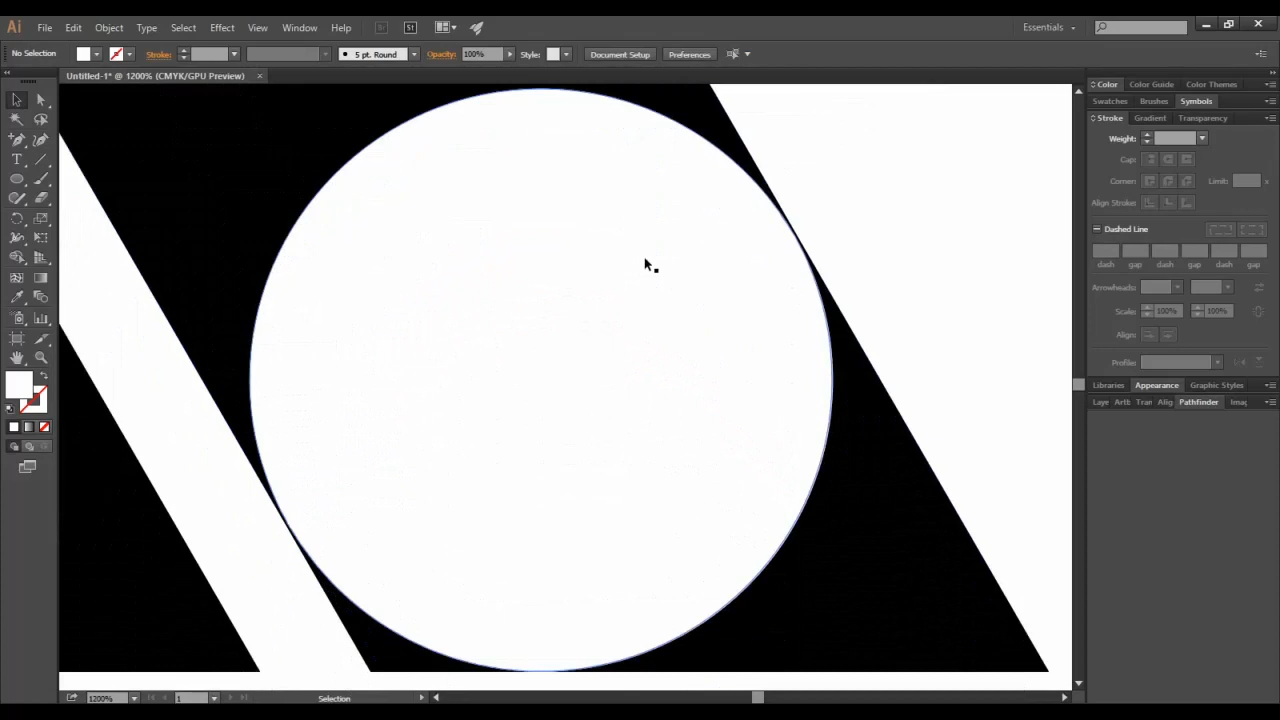 Ai File Edit Object Type Select Effect View Window Help Br St Essentials
No Selection Stroke: 5 pt. Round Opacity: 100% Style: Document Setup Preferences
Untitled-1* @ 1200% (CMYK/GPU Preview) ×
Color Color Guide Color Themes
Swatches Brushes Symbols
Stroke Gradient Transparency
Weight:
Cap:
Corner: Limit: x
Align Stroke:
Dashed Line
dash gap dash gap dash gap
Arrowheads:
Scale: 100% 100%
Align:
Profile:
Libraries Appearance Graphic Styles
Laye Artb Tran Alig Pathfinder Imag
1200% 1 Selection